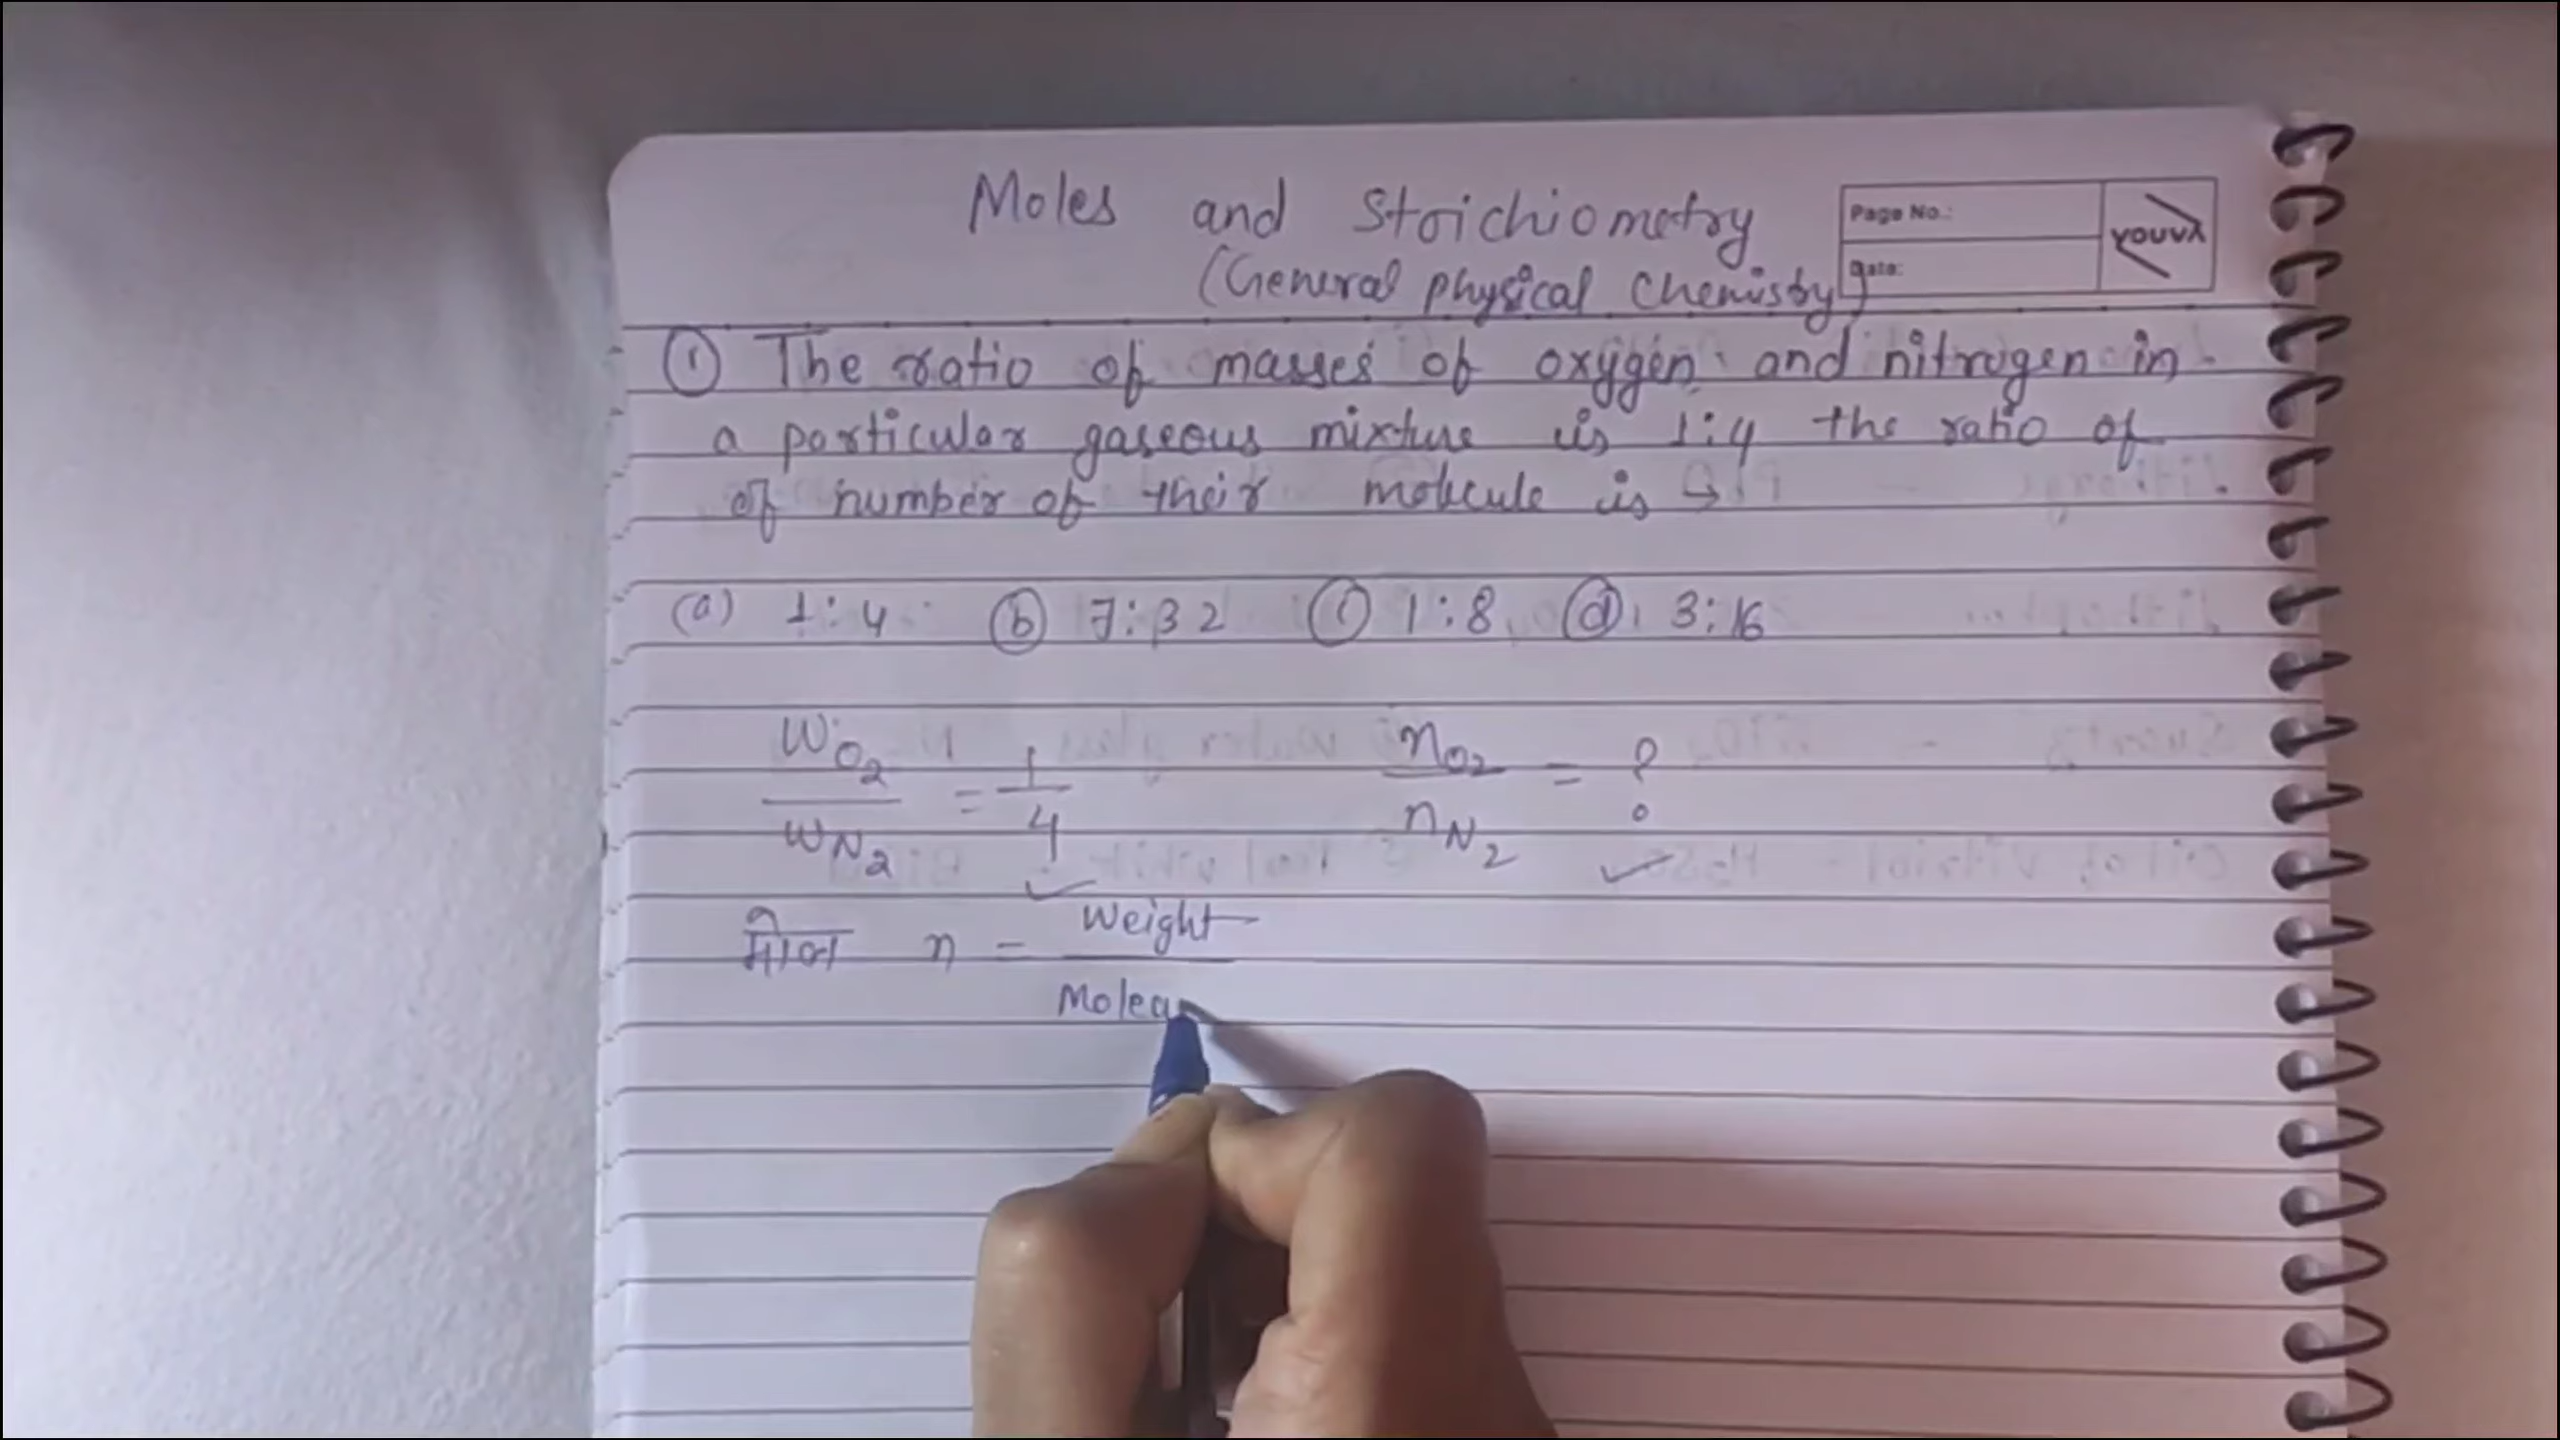 Moles and Stoichiometry
(General physical Chemistry)
Page No.:
Date:
YOUVA
① The ratio of masses of oxygen and nitrogen in
a particular gaseous mixture is 1:4 the ratio of
of number of their molecule is →
(a) 1:4 ⓑ 7:32 ⓒ 1:8 ⓓ 3:16
WO2 / WN2 = 1/4 nO2 / nN2 = ?
मोल n = Weight
Molecu